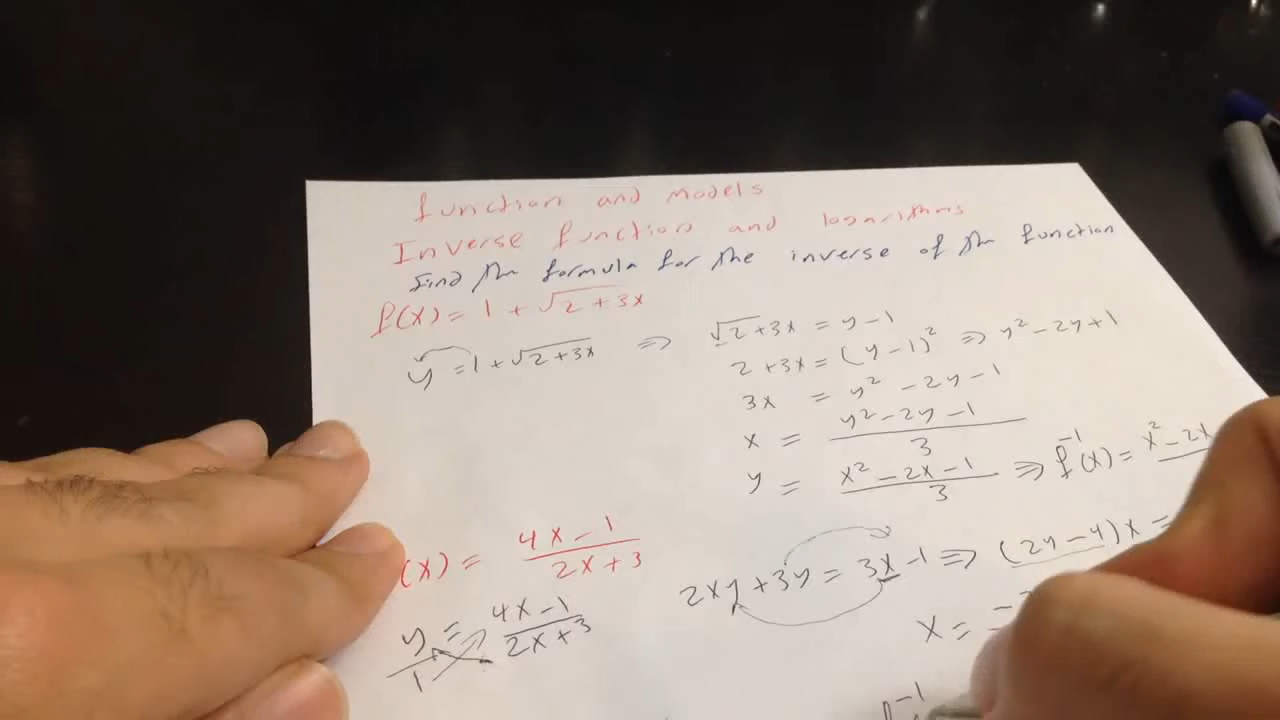 function and models
Inverse function and logarithms
find the formula for the inverse of the function
f(x) = 1 + √2 + 3x
y = 1 + √2 + 3x ⇒ √2 + 3x = y - 1
2 + 3x = (y - 1)² ⇒ y² - 2y + 1
3x = y² - 2y - 1
x = y² - 2y - 1 / 3
y = x² - 2x - 1 / 3 ⇒ f⁻¹(x) = x² - 2x
(x) = 4x - 1 / 2x + 3
y / 1 = 4x - 1 / 2x + 3
2xy + 3y = 3x - 1 ⇒ (2y - 4)x =
x = -